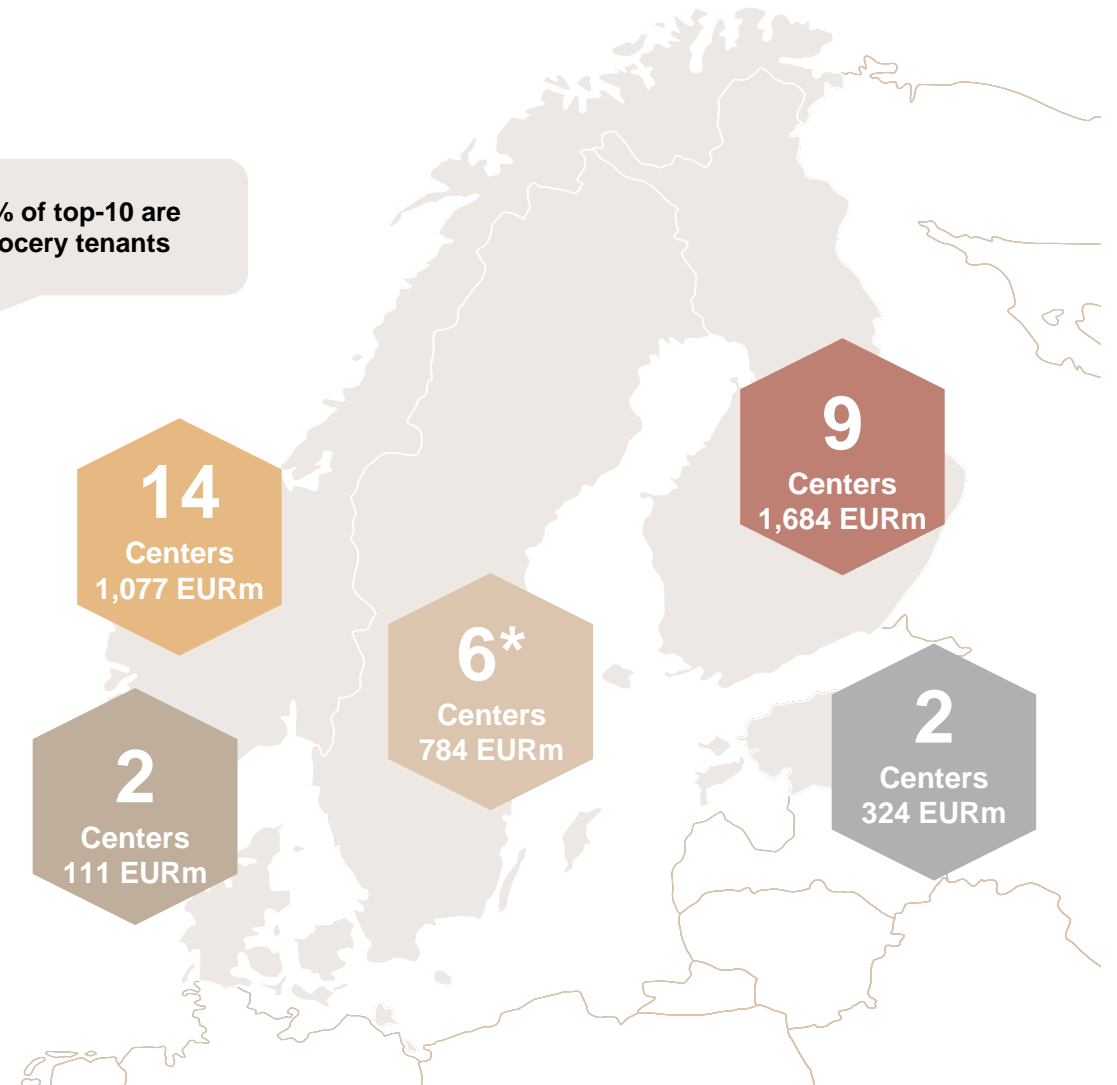 % of top-10 are
ocery tenants
9
Centers
1,684 EURm
14
Centers
1,077 EURm
6*
Centers
784 EURm
2
Centers
324 EURm
2
Centers
111 EURm